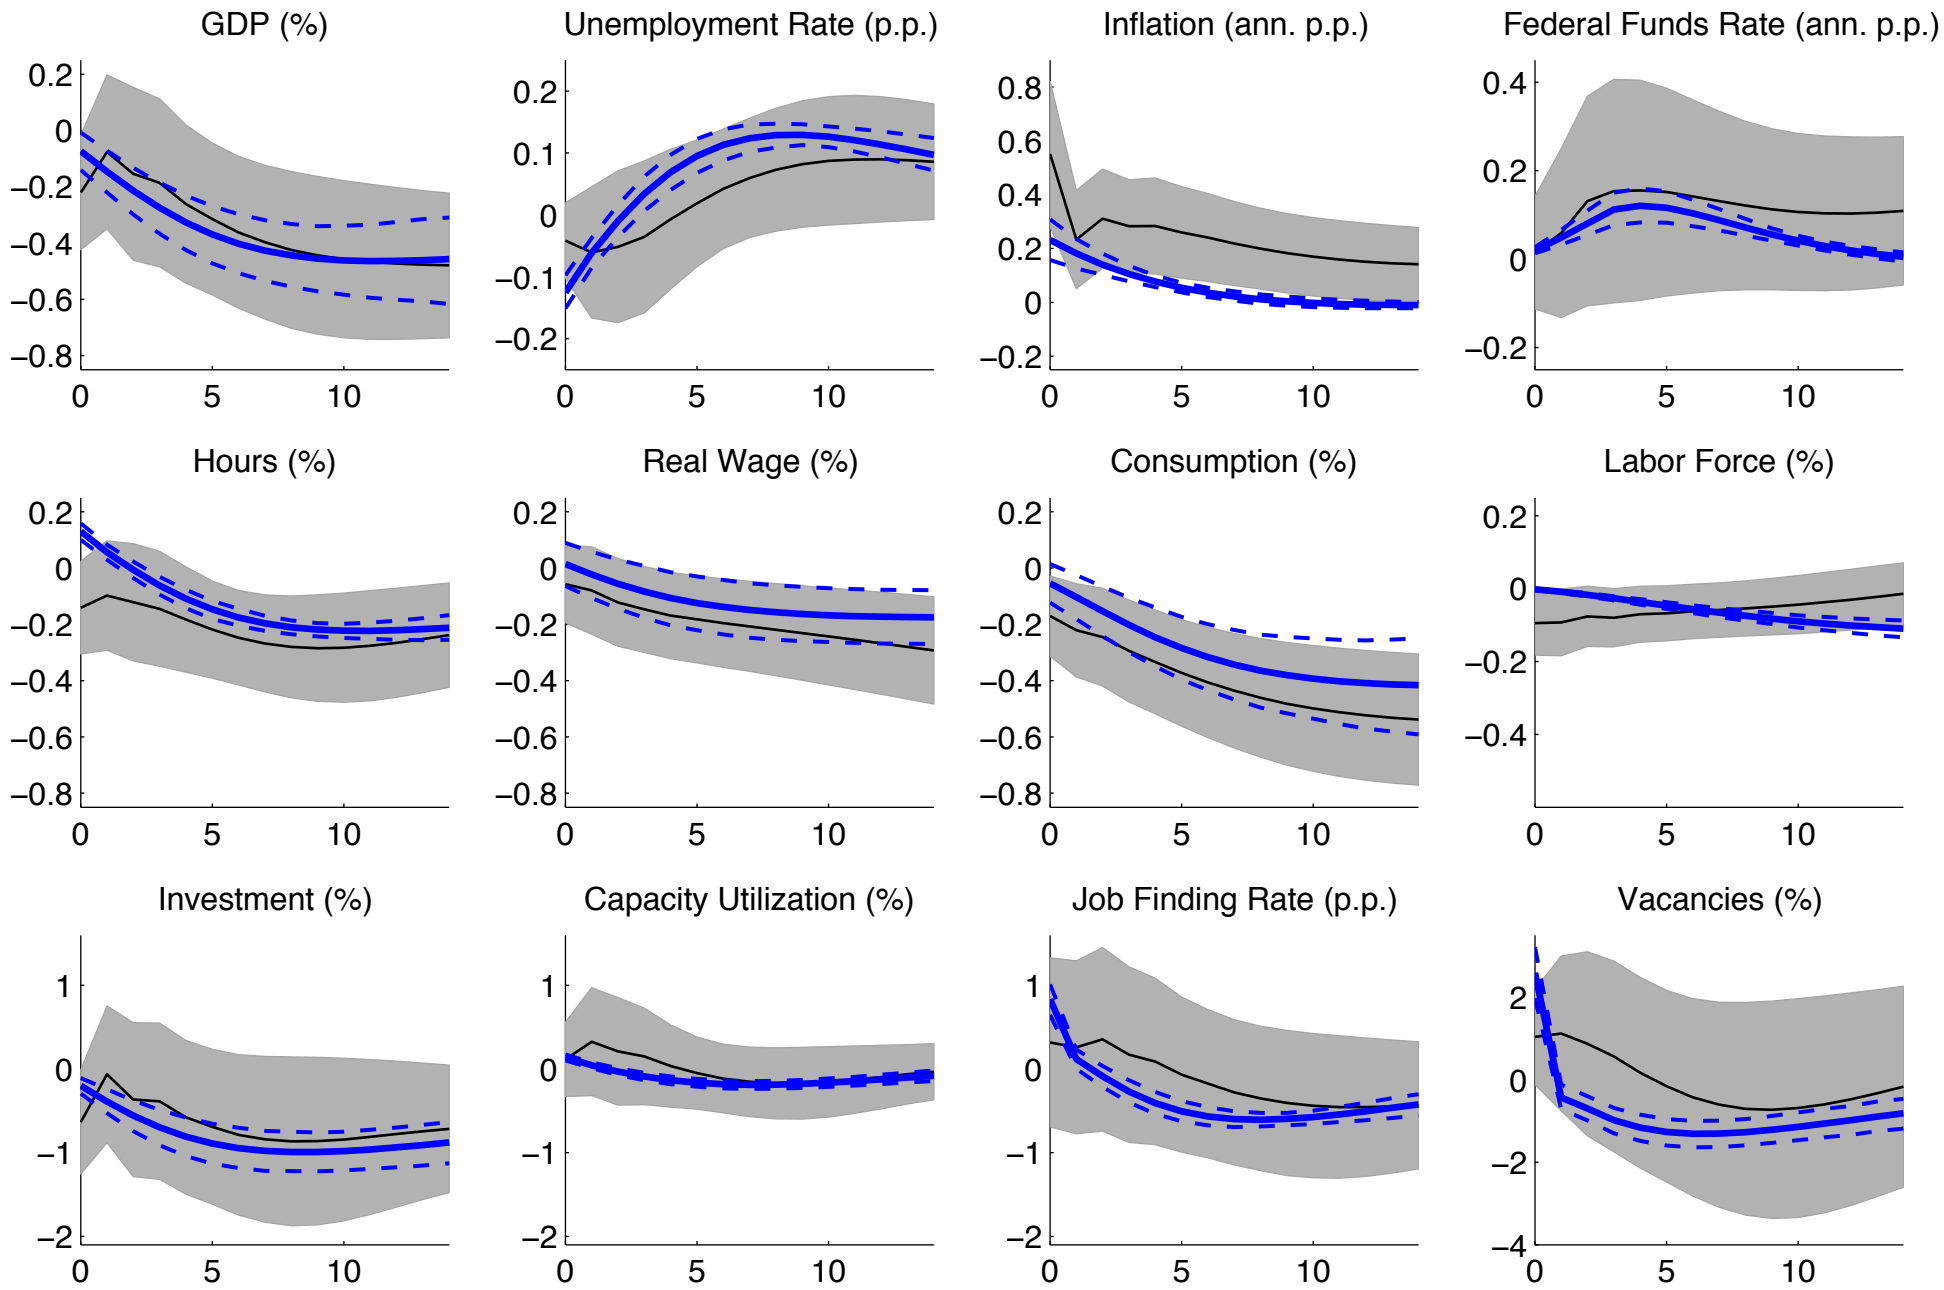 GDP (%)
0.2
0
−0.2
−0.4
−0.6
−0.8
0 5 10
Unemployment Rate (p.p.)
0.2
0.1
0
−0.1
−0.2
0 5 10
Inflation (ann. p.p.)
0.8
0.6
0.4
0.2
0
−0.2
0 5 10
Federal Funds Rate (ann. p.p.)
0.4
0.2
0
−0.2
0 5 10
Hours (%)
0.2
0
−0.2
−0.4
−0.6
−0.8
0 5 10
Real Wage (%)
0.2
0
−0.2
−0.4
−0.6
−0.8
0 5 10
Consumption (%)
0.2
0
−0.2
−0.4
−0.6
−0.8
0 5 10
Labor Force (%)
0.2
0
−0.2
−0.4
0 5 10
Investment (%)
1
0
−1
−2
0 5 10
Capacity Utilization (%)
1
0
−1
−2
0 5 10
Job Finding Rate (p.p.)
1
0
−1
−2
0 5 10
Vacancies (%)
2
0
−2
−4
0 5 10